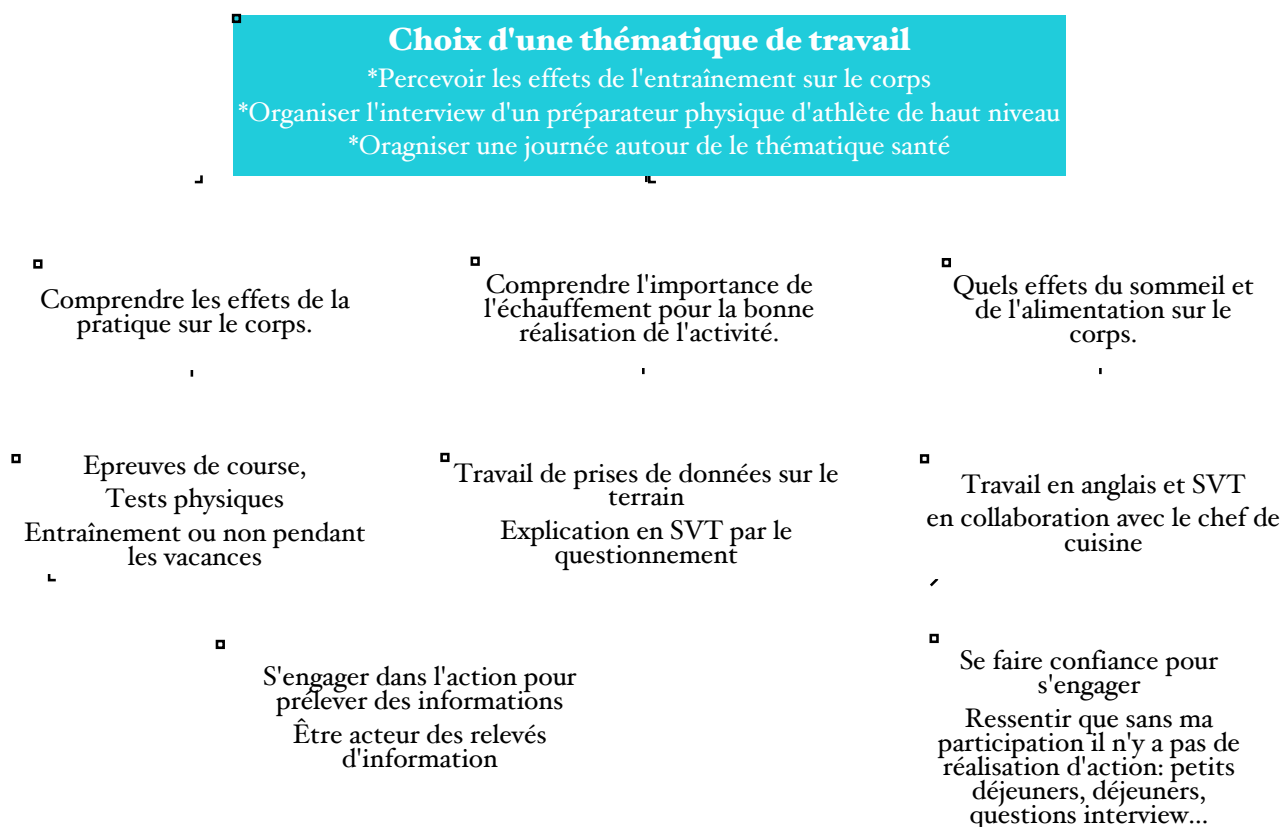 Choix d'une thématique de travail
*Percevoir les effets de l'entraînement sur le corps
*Organiser l'interview d'un préparateur physique d'athlète de haut niveau
*Oragniser une journée autour de le thématique santé
Comprendre les effets de la
pratique sur le corps.
Comprendre l'importance de
l'échauffement pour la bonne
réalisation de l'activité.
Quels effets du sommeil et
de l'alimentation sur le
corps.
Epreuves de course,
Tests physiques
Entraînement ou non pendant
les vacances
Travail de prises de données sur le
terrain
Explication en SVT par le
questionnement
Travail en anglais et SVT
en collaboration avec le chef de
cuisine
S'engager dans l'action pour
prélever des informations
Être acteur des relevés
d'information
Se faire confiance pour
s'engager
Ressentir que sans ma
participation il n'y a pas de
réalisation d'action: petits
déjeuners, déjeuners,
questions interview...